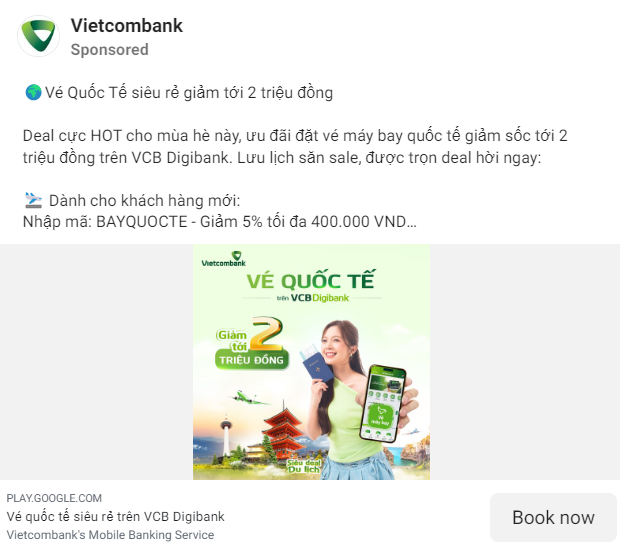 Vietcombank
Sponsored
🌍Vé Quốc Tế siêu rẻ giảm tới 2 triệu đồng
Deal cực HOT cho mùa hè này, ưu đãi đặt vé máy bay quốc tế giảm sốc tới 2
triệu đồng trên VCB Digibank. Lưu lịch săn sale, được trọn deal hời ngay:
🛬 Dành cho khách hàng mới:
Nhập mã: BAYQUOCTE - Giảm 5% tối đa 400.000 VND...
Vietcombank
VÉ QUỐC TẾ
trên VCBDigibank
Giảm
tới
2
TRIỆU ĐỒNG
Vé
máy bay
Siêu deal
Du lịch
PLAY.GOOGLE.COM
Vé quốc tế siêu rẻ trên VCB Digibank
Vietcombank's Mobile Banking Service
Book now